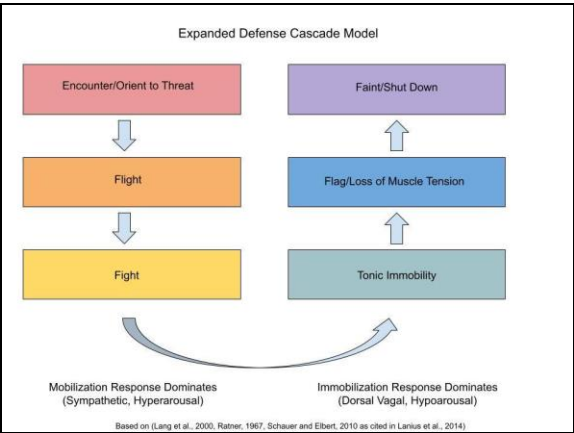 Expanded Defense Cascade Model
Encounter/Orient to Threat
Flight
Fight
Tonic Immobility
Flag/Loss of Muscle Tension
Faint/Shut Down
Mobilization Response Dominates
(Sympathetic, Hyperarousal)
Immobilization Response Dominates
(Dorsal Vagal, Hypoarousal)
Based on (Lang et al., 2000, Ratner, 1967, Schauer and Elbert, 2010 as cited in Lanius et al., 2014)